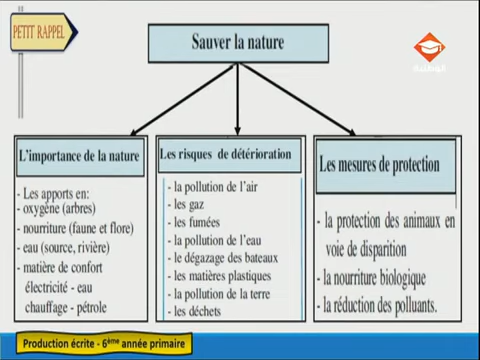 PETIT RAPPEL
Sauver la nature
L'importance de la nature
- Les apports en:
- oxygène (arbres)
- nourriture (faune et flore)
- eau (source, rivière)
- matière de confort
électricité - eau
chauffage - pétrole
Les risques de détérioration
- la pollution de l'air
- les gaz
- les fumées
- la pollution de l'eau
- le dégazage des bateaux
- les matières plastiques
- la pollution de la terre
- les déchets
Les mesures de protection
- la protection des animaux en
voie de disparition
- la nourriture biologique
- la réduction des polluants.
Production écrite - 6ème année primaire